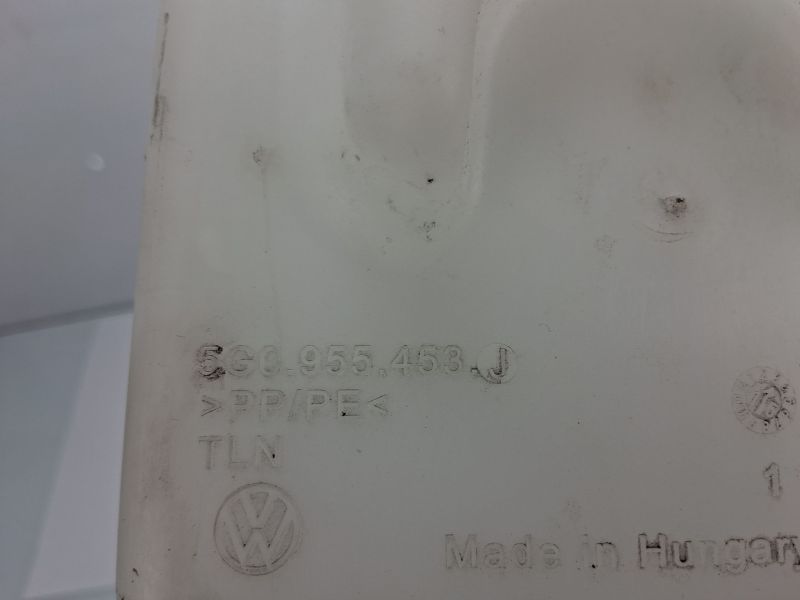 5G0.955.453.J
>PP/PE<
TLN
1
Made in Hungary